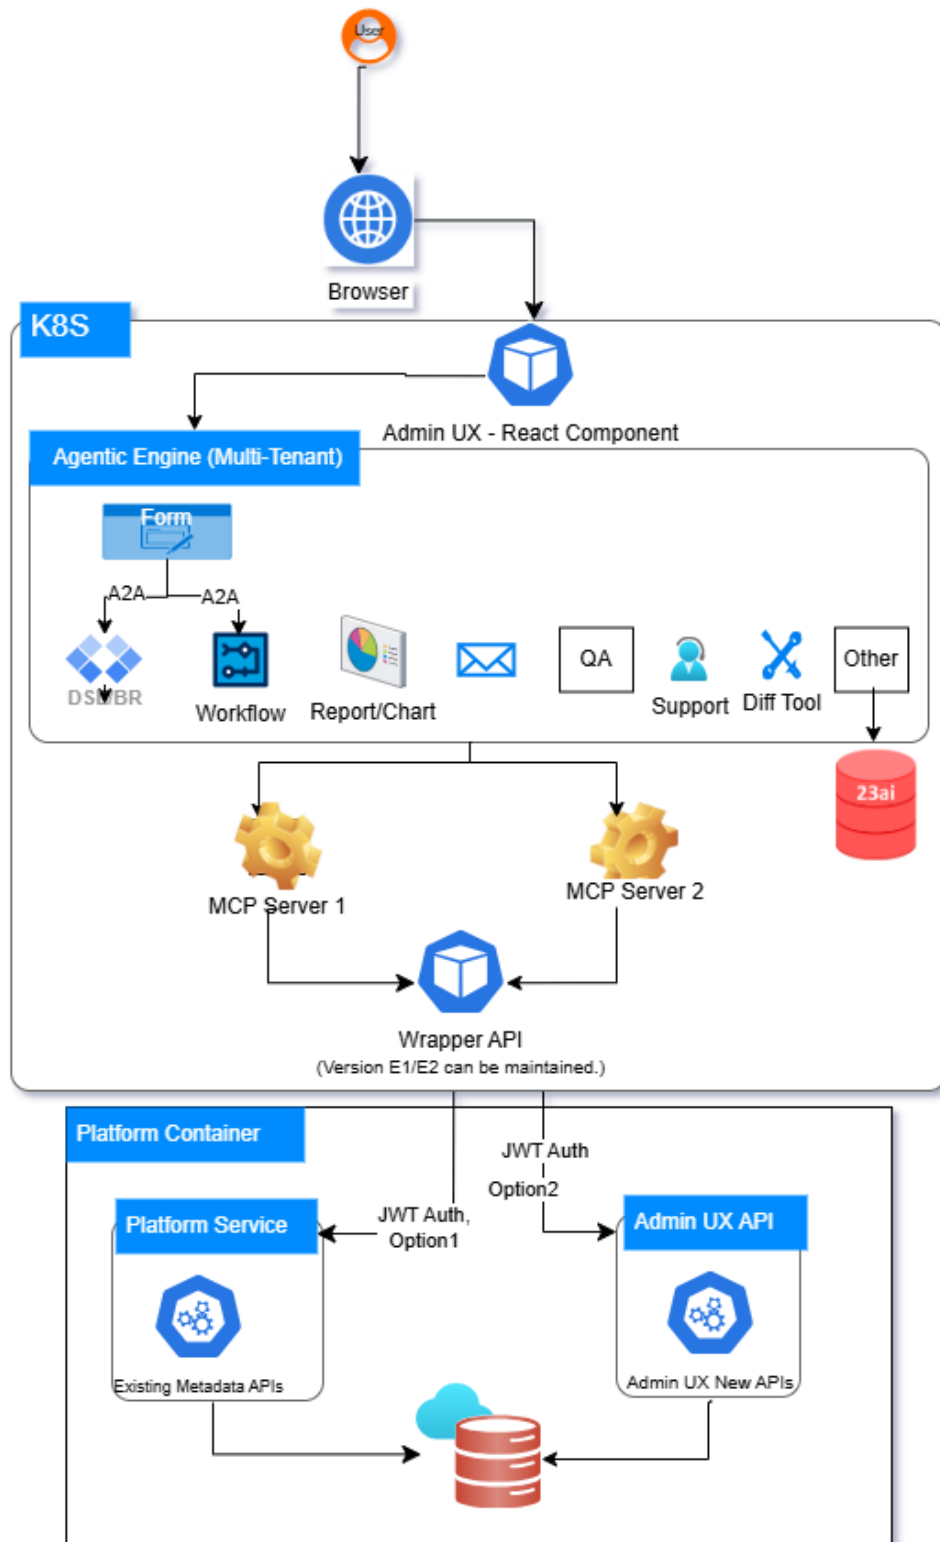 User
Browser
K8S
Admin UX - React Component
Agentic Engine (Multi-Tenant)
Form
A2A
A2A
DSL/BR
Workflow
Report/Chart
QA
Support
Diff Tool
Other
23ai
MCP Server 1
MCP Server 2
Wrapper API
(Version E1/E2 can be maintained.)
Platform Container
JWT Auth
Option2
Platform Service
JWT Auth,
Option1
Admin UX API
Existing Metadata APIs
Admin UX New APIs